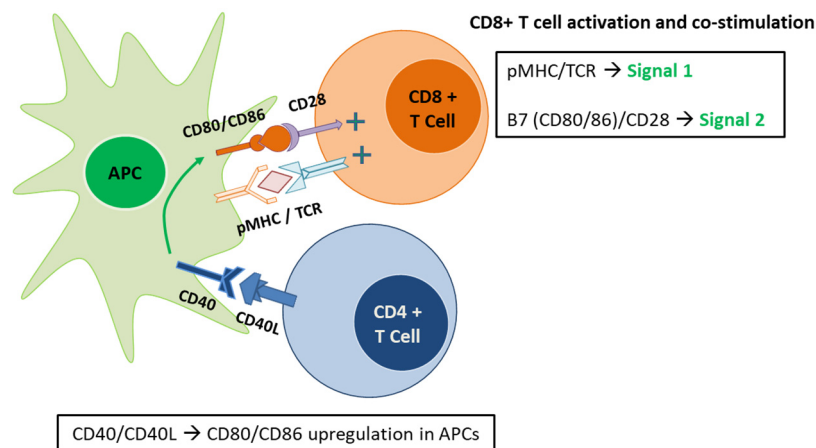 CD8+ T cell activation and co-stimulation
pMHC/TCR → Signal 1
B7 (CD80/86)/CD28 → Signal 2
CD80/CD86
CD28
CD8 +
T Cell
+
+
APC
pMHC / TCR
CD40
CD40L
CD4 +
T Cell
CD40/CD40L → CD80/CD86 upregulation in APCs